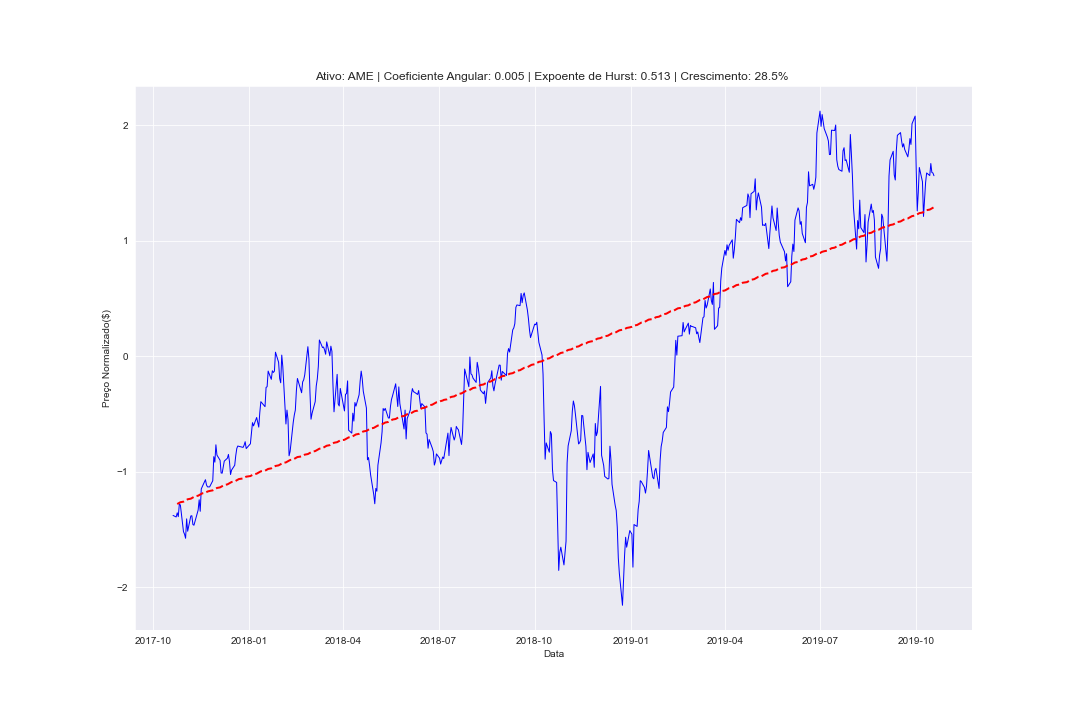 Ativo: AME | Coeficiente Angular: 0.005 | Expoente de Hurst: 0.513 | Crescimento: 28.5%
Preço Normalizado($)
2
1
0
−1
−2
2017-10 2018-01 2018-04 2018-07 2018-10 2019-01 2019-04 2019-07 2019-10
Data